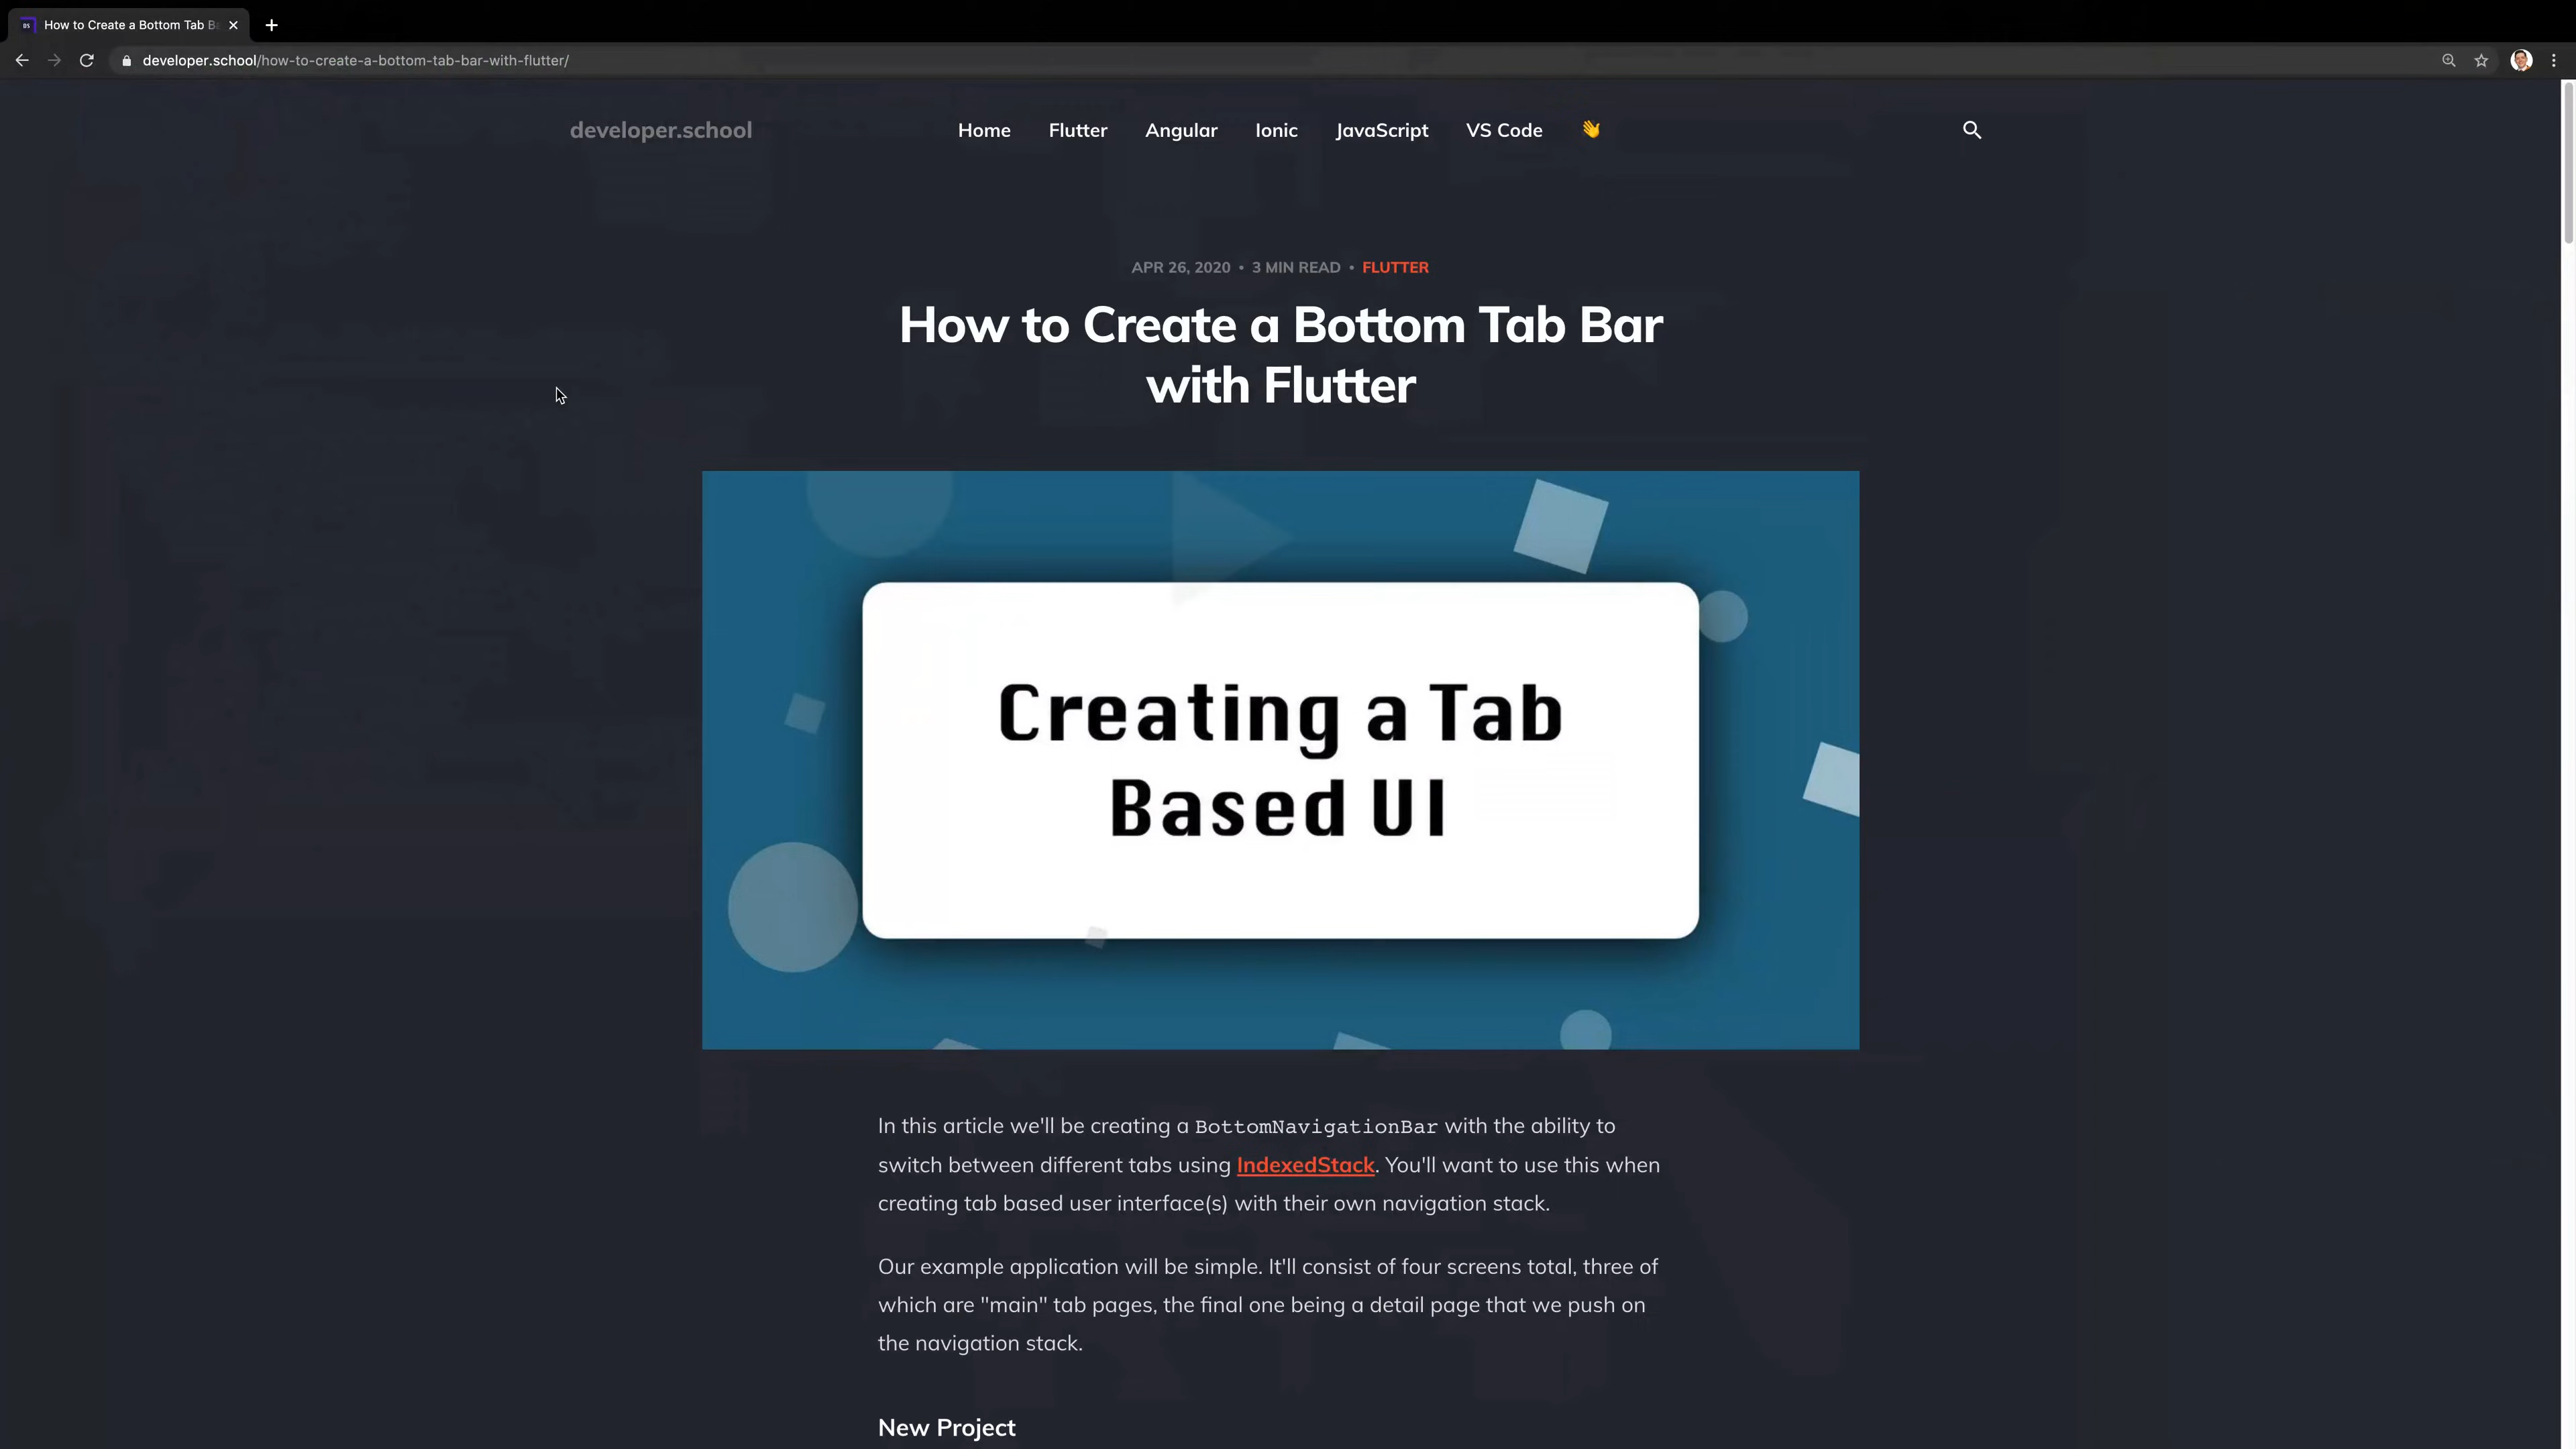 How to Create a Bottom Tab Ba
developer.school/how-to-create-a-bottom-tab-bar-with-flutter/
developer.school
Home Flutter Angular Ionic JavaScript VS Code 👋
APR 26, 2020 • 3 MIN READ • FLUTTER
How to Create a Bottom Tab Bar
with Flutter
Creating a Tab
Based UI
In this article we'll be creating a BottomNavigationBar with the ability to
switch between different tabs using IndexedStack. You'll want to use this when
creating tab based user interface(s) with their own navigation stack.
Our example application will be simple. It'll consist of four screens total, three of
which are "main" tab pages, the final one being a detail page that we push on
the navigation stack.
New Project